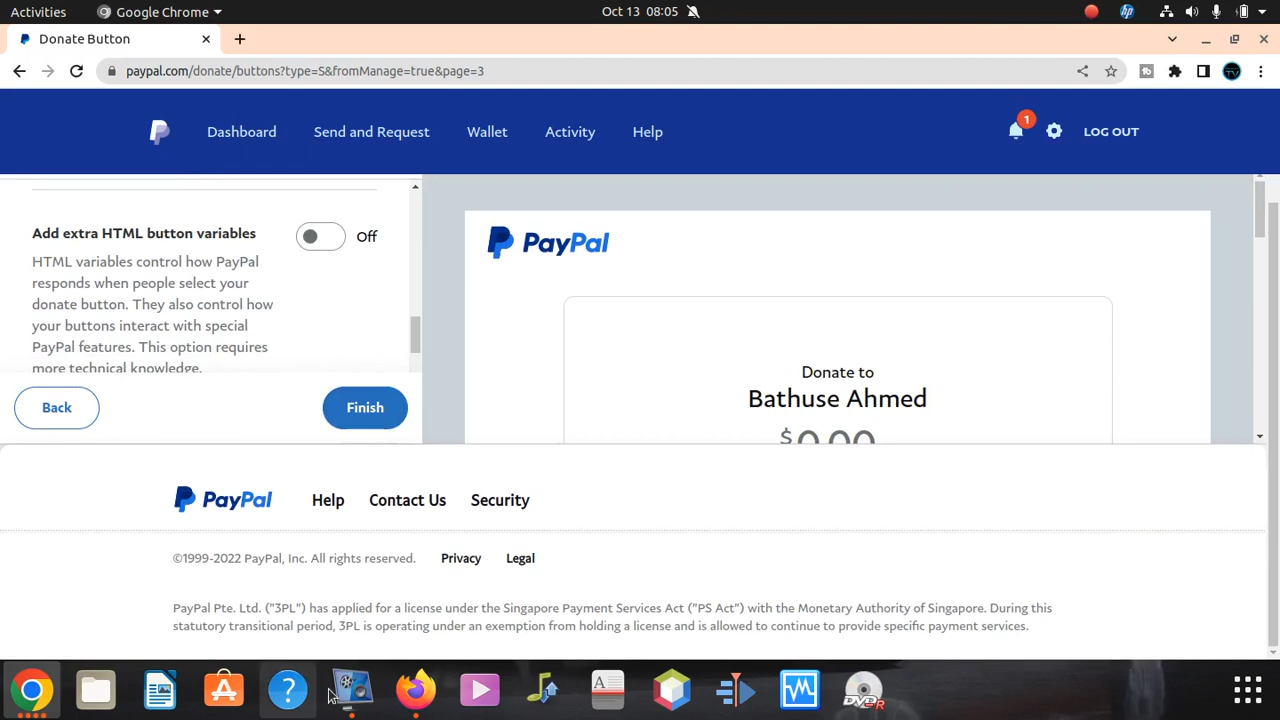 Activities
Google Chrome
Oct 13 08:05
Donate Button
paypal.com/donate/buttons?type=S&fromManage=true&page=3
Dashboard
Send and Request
Wallet
Activity
Help
1
LOG OUT
Add extra HTML button variables
Off
HTML variables control how PayPal
responds when people select your
donate button. They also control how
your buttons interact with special
PayPal features. This option requires
more technical knowledge.
Back
Finish
PayPal
Donate to
Bathuse Ahmed
$0.00
PayPal
Help
Contact Us
Security
©1999-2022 PayPal, Inc. All rights reserved.
Privacy
Legal
PayPal Pte. Ltd. ("3PL") has applied for a license under the Singapore Payment Services Act ("PS Act") with the Monetary Authority of Singapore. During this
statutory transitional period, 3PL is operating under an exemption from holding a license and is allowed to continue to provide specific payment services.